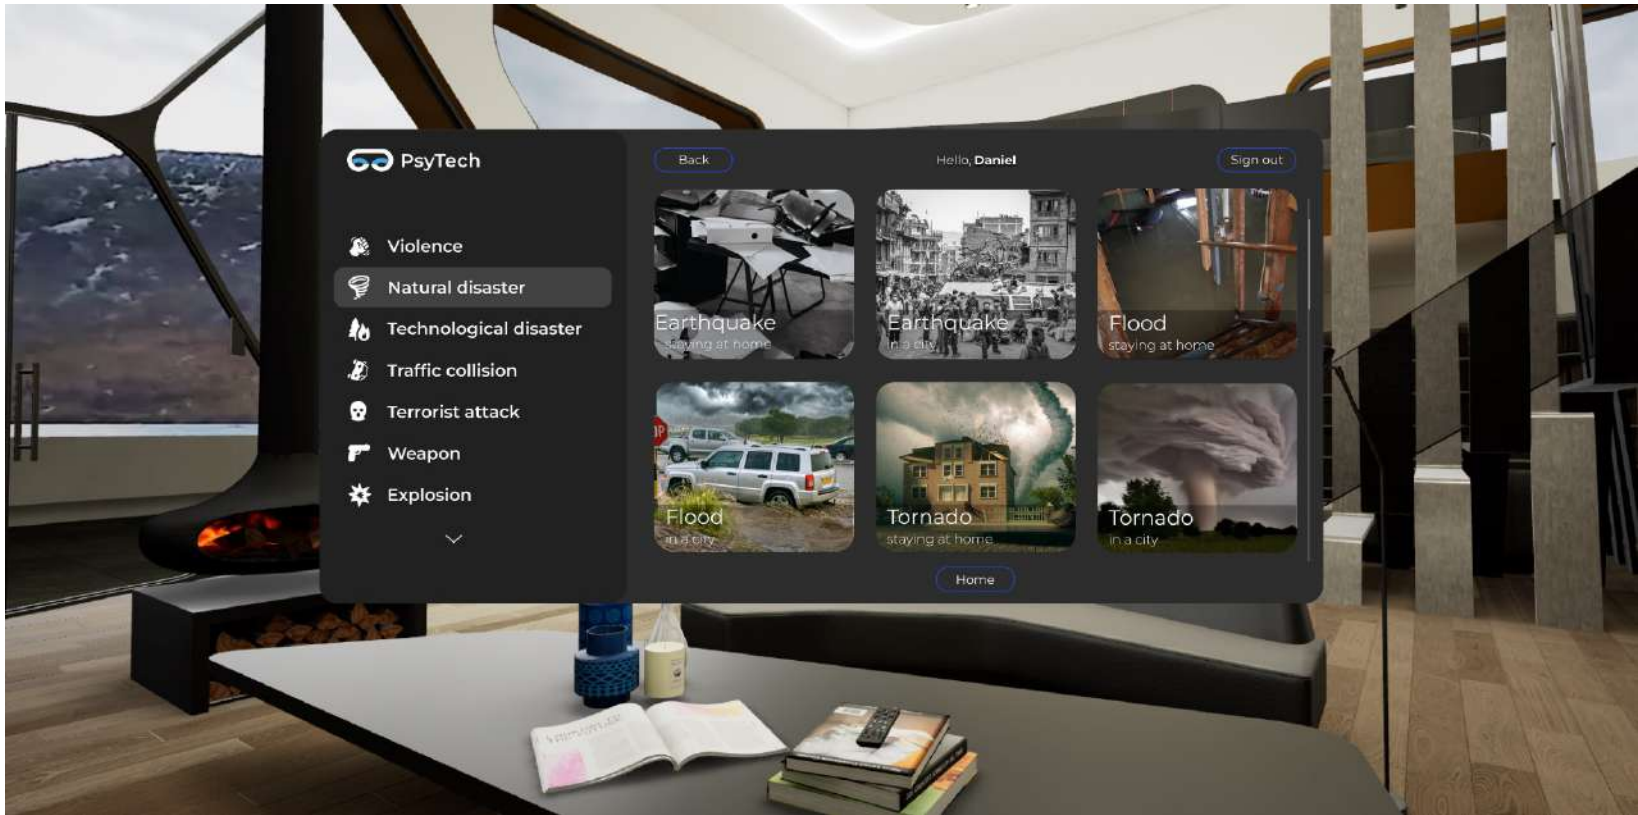 PsyTech
Violence
Natural disaster
Technological disaster
Traffic collision
Terrorist attack
Weapon
Explosion
Back
Hello, Daniel
Sign out
Earthquake
staying at home
Earthquake
in a city
Flood
staying at home
Flood
in a city
Tornado
staying at home
Tornado
in a city
Home